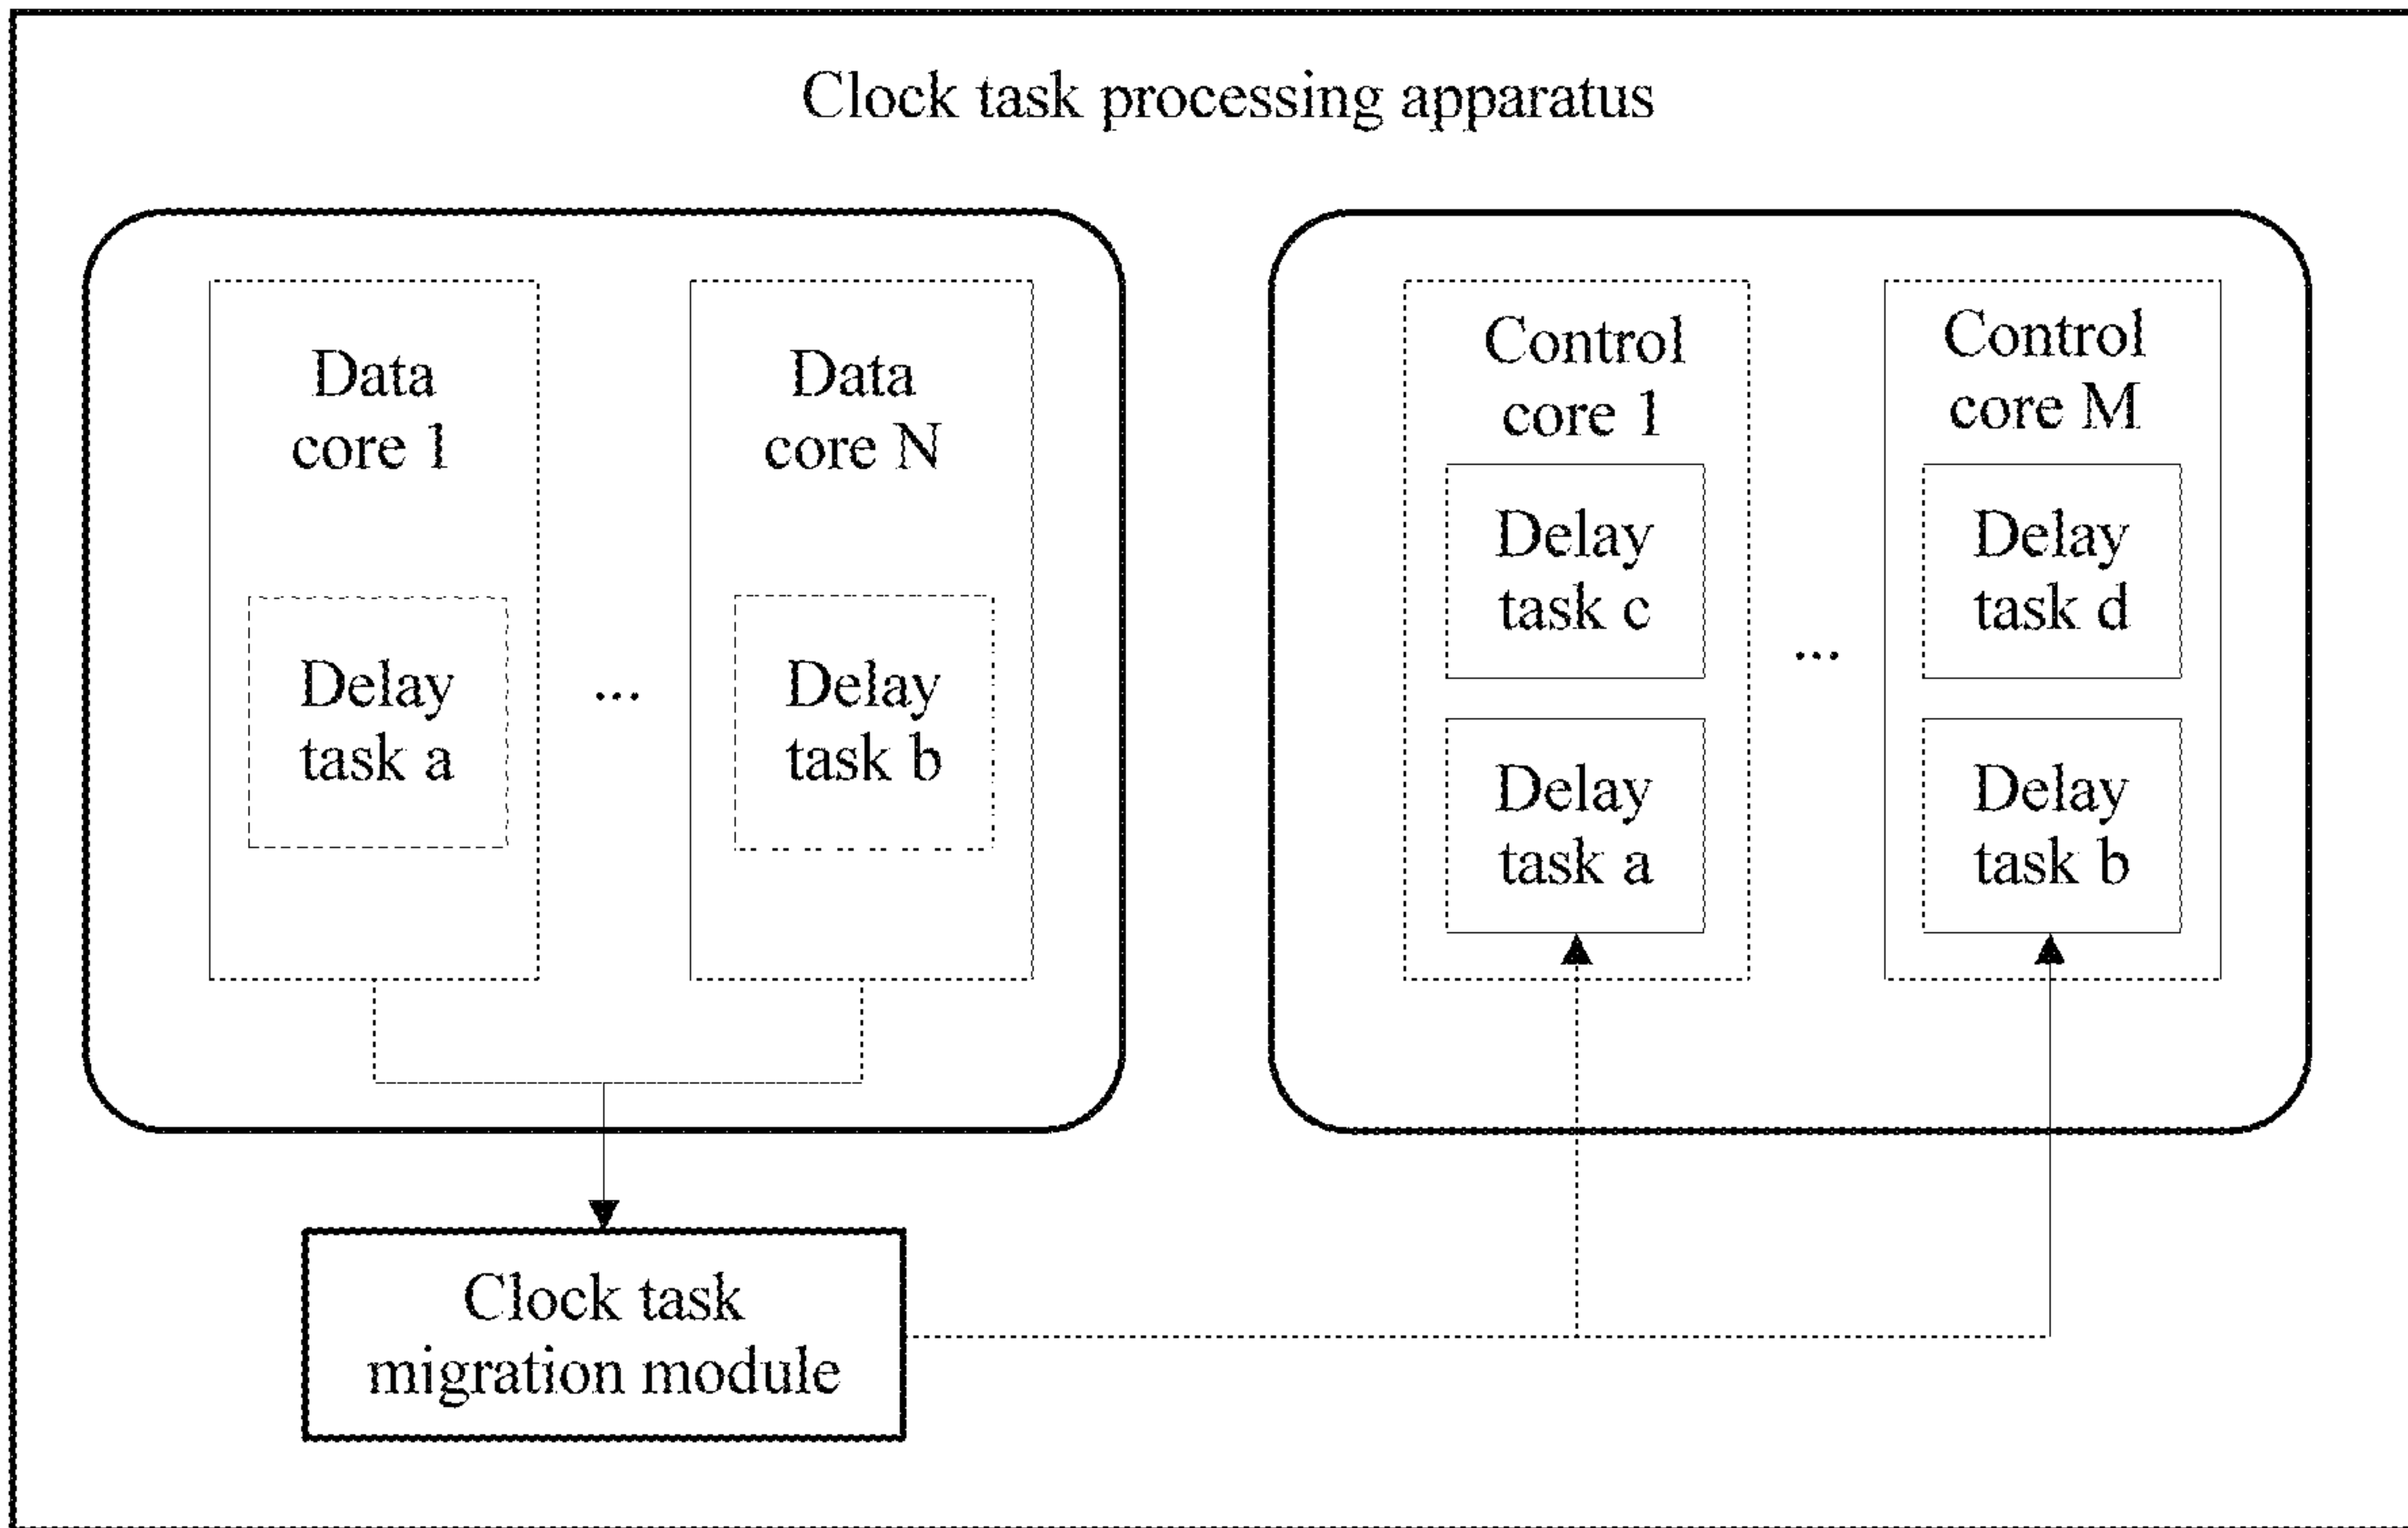 Clock task processing apparatus
Data
core 1
Delay
task a
...
Data
core N
Delay
task b
Control
core 1
Delay
task c
Delay
task a
...
Control
core M
Delay
task d
Delay
task b
Clock task
migration module